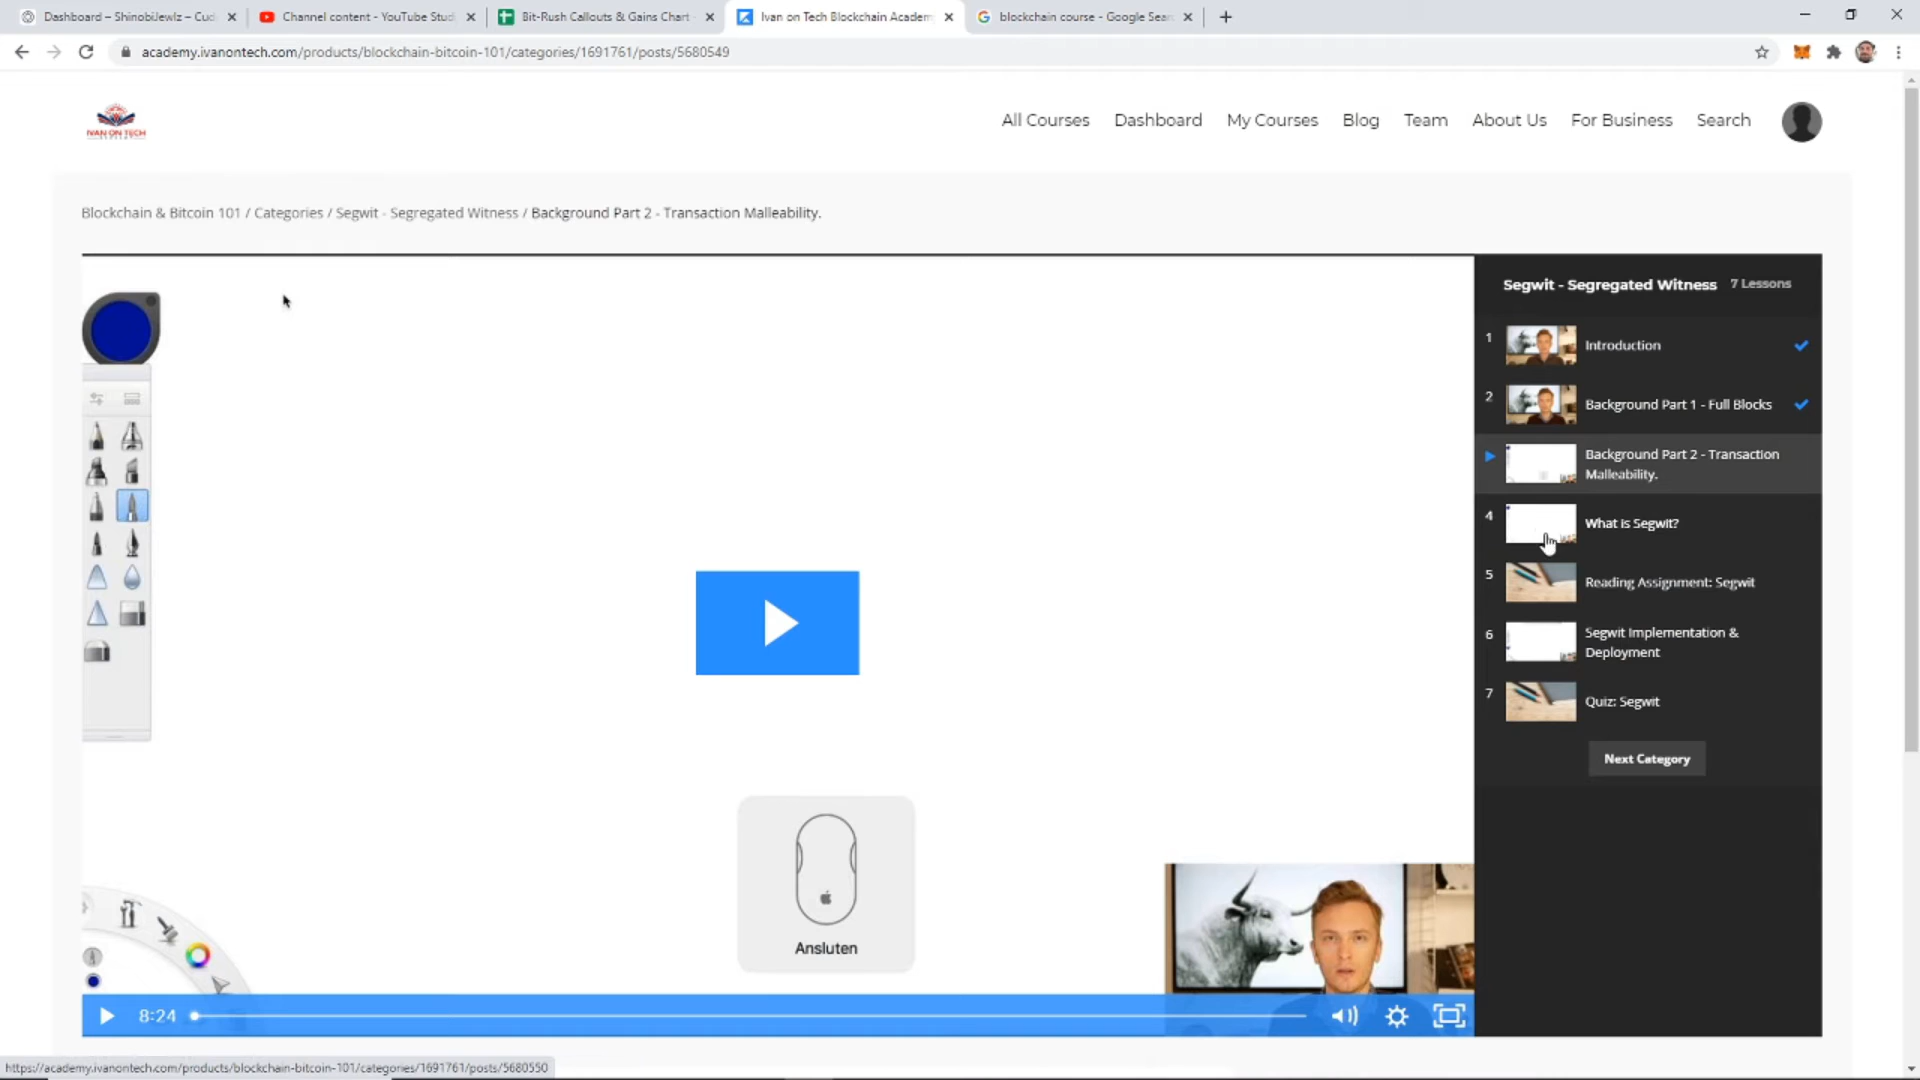 Dashboard – ShinobiJewlz – Cud
Channel content - YouTube Stud
Bit-Rush Callouts & Gains Chart -
Ivan on Tech Blockchain Academ
blockchain course - Google Sear
academy.ivanontech.com/products/blockchain-bitcoin-101/categories/1691761/posts/5680549
IVAN ON TECH
All Courses Dashboard My Courses Blog Team About Us For Business Search
Blockchain & Bitcoin 101 / Categories / Segwit - Segregated Witness / Background Part 2 - Transaction Malleability.
Segwit - Segregated Witness 7 Lessons
1 Introduction
2 Background Part 1 - Full Blocks
Background Part 2 - Transaction
Malleability.
4 What is Segwit?
5 Reading Assignment: Segwit
6 Segwit Implementation &
Deployment
7 Quiz: Segwit
Next Category
Ansluten
8:24
https://academy.ivanontech.com/products/blockchain-bitcoin-101/categories/1691761/posts/5680550